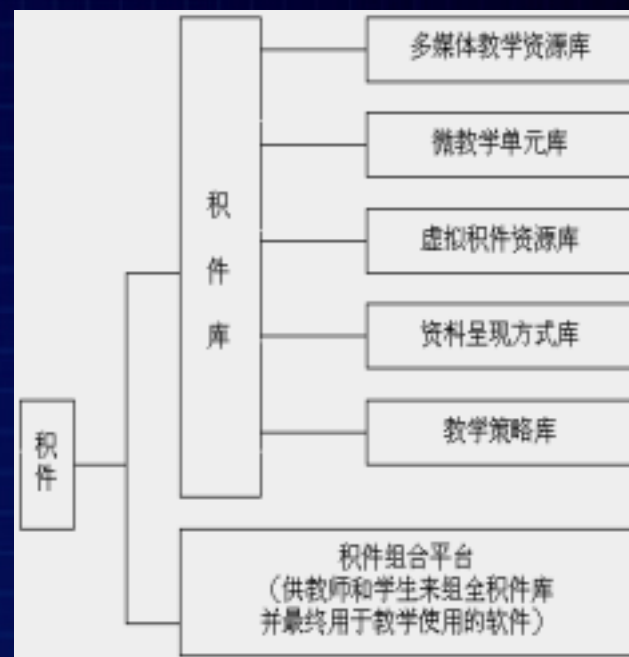 多媒体教学资源库
微教学单元库
积
件
库
虚拟积件资源库
资料呈现方式库
教学策略库
积
件
积件组合平台
（供教师和学生来组全积件库
并最终用于教学使用的软件）